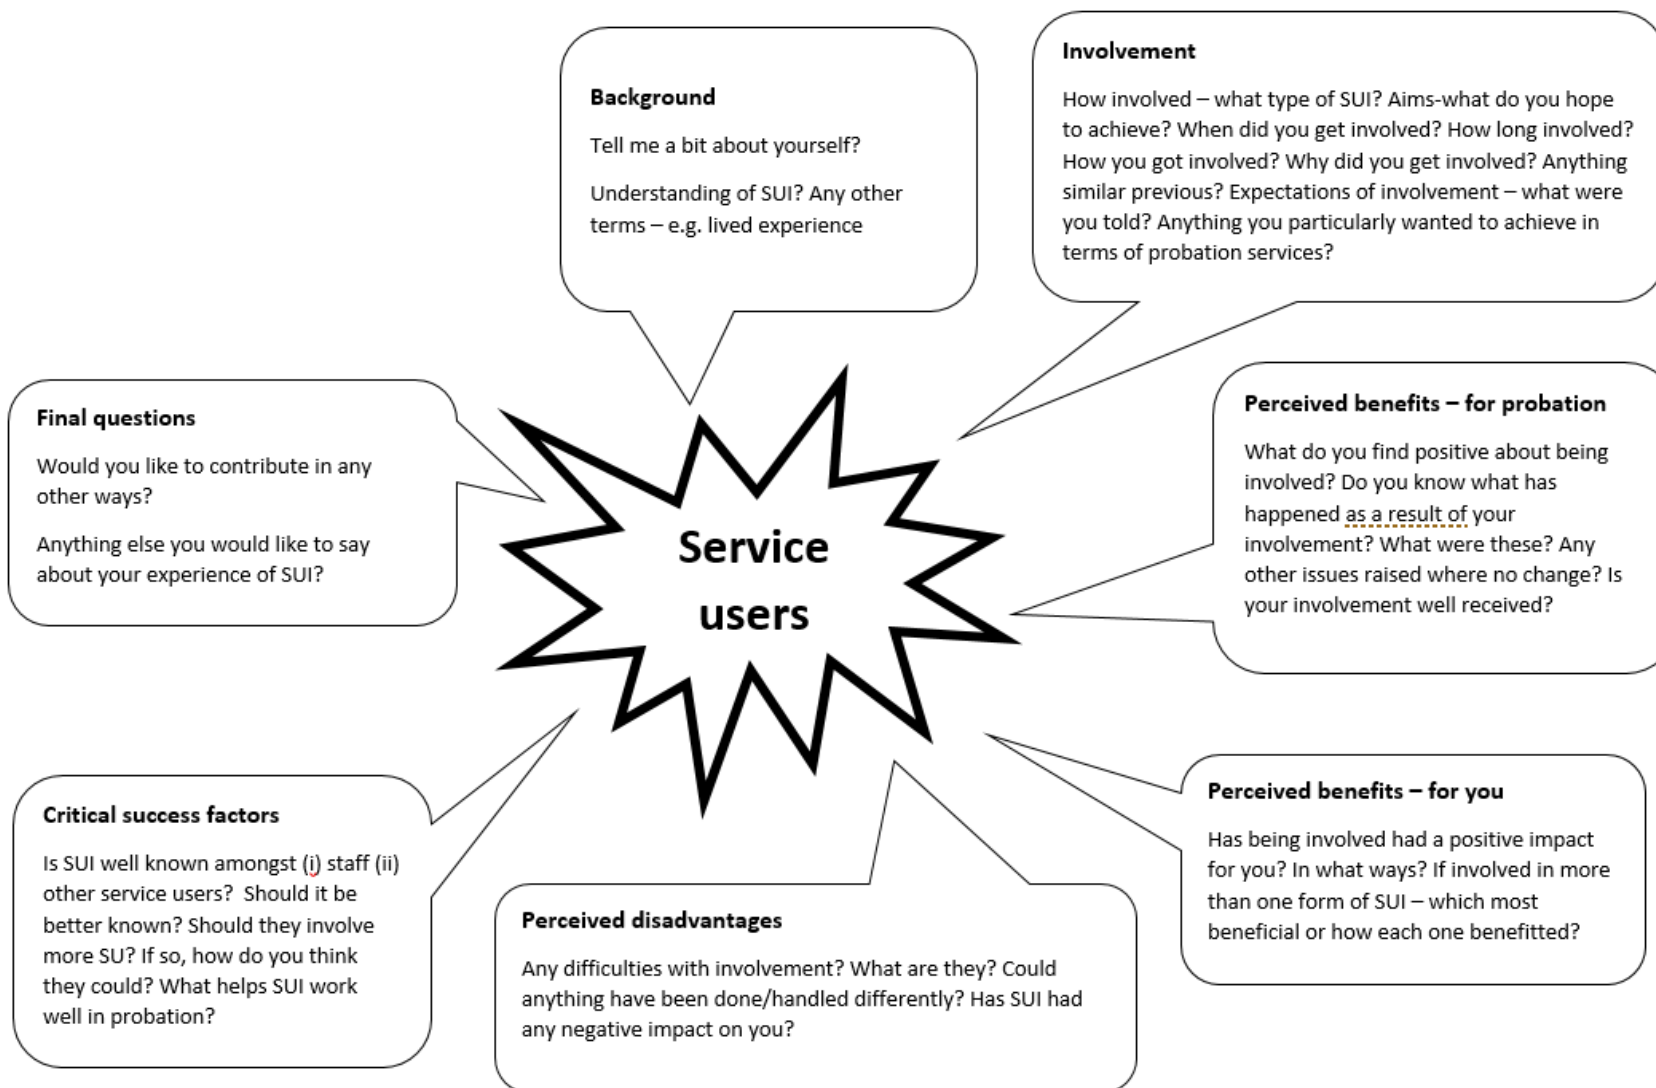 Background
Tell me a bit about yourself?
Understanding of SUI? Any other
terms – e.g. lived experience
Involvement
How involved – what type of SUI? Aims-what do you hope
to achieve? When did you get involved? How long involved?
How you got involved? Why did you get involved? Anything
similar previous? Expectations of involvement – what were
you told? Anything you particularly wanted to achieve in
terms of probation services?
Perceived benefits – for probation
What do you find positive about being
involved? Do you know what has
happened as a result of your
involvement? What were these? Any
other issues raised where no change? Is
your involvement well received?
Perceived benefits – for you
Has being involved had a positive impact
for you? In what ways? If involved in more
than one form of SUI – which most
beneficial or how each one benefitted?
Perceived disadvantages
Any difficulties with involvement? What are they? Could
anything have been done/handled differently? Has SUI had
any negative impact on you?
Critical success factors
Is SUI well known amongst (i) staff (ii)
other service users?  Should it be
better known? Should they involve
more SU? If so, how do you think
they could? What helps SUI work
well in probation?
Final questions
Would you like to contribute in any
other ways?
Anything else you would like to say
about your experience of SUI?
Service
users